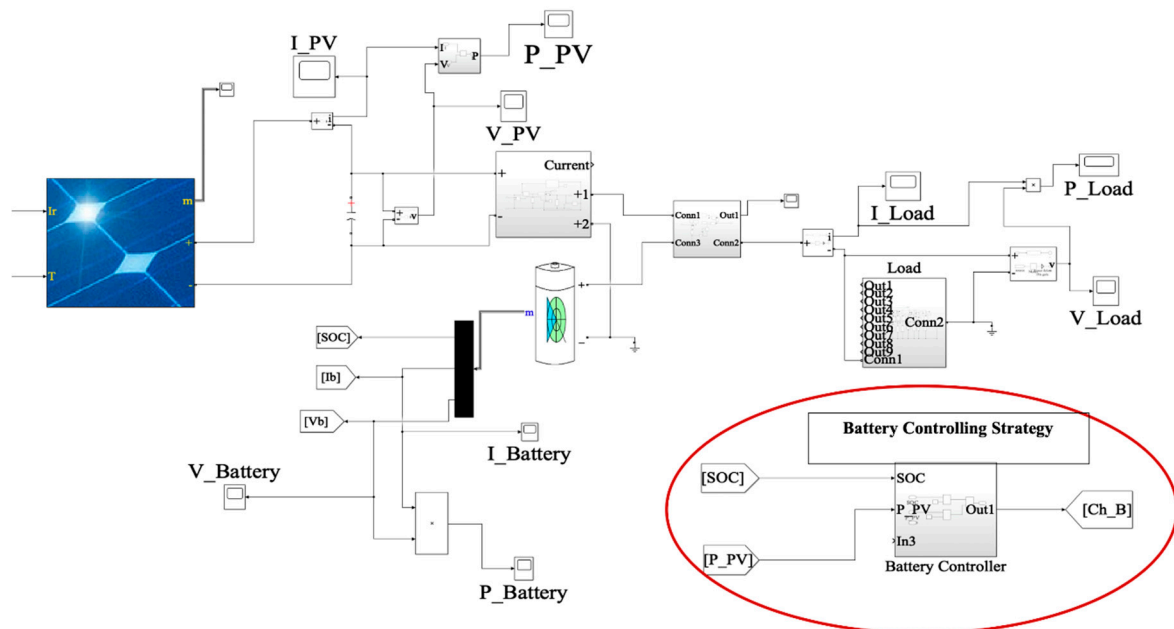 I_PV
P_PV
I
V
P
V_PV
+
i
-
Ir
T
m
+
-
+
-
v
+
-
Current
+1
+2
Conn1
Conn3
Out1
Conn2
+
i
-
I_Load
×
P_Load
+
-
v
V_Load
Load
Out1
Out2
Out3
Out4
Out5
Out6
Out7
Out8
Out9
Conn1
Conn2
m
+
-
[SOC]
[Ib]
[Vb]
I_Battery
V_Battery
×
P_Battery
Battery Controlling Strategy
[SOC]
[P_PV]
SOC
P_PV
In3
Out1
Battery Controller
[Ch_B]